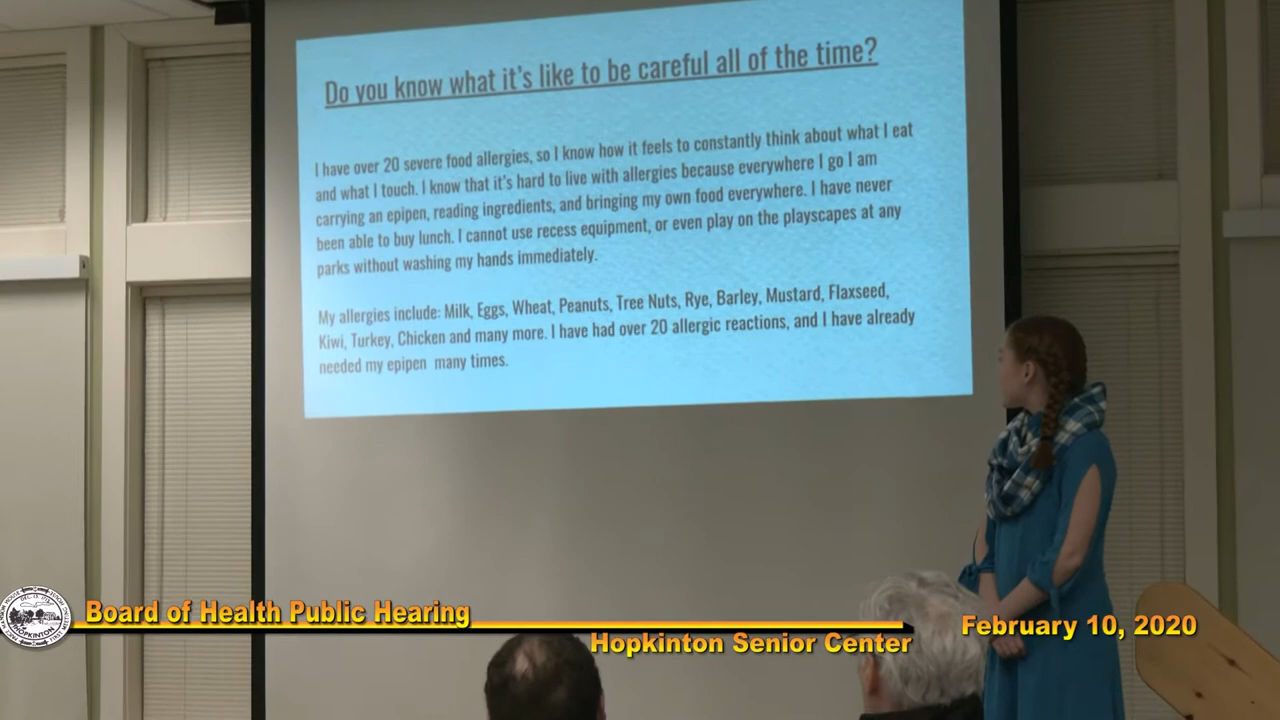 Do you know what it's like to be careful all of the time?
I have over 20 severe food allergies, so I know how it feels to constantly think about what I eat
and what I touch. I know that it's hard to live with allergies because everywhere I go I am
carrying an epipen, reading ingredients, and bringing my own food everywhere. I have never
been able to buy lunch. I cannot use recess equipment, or even play on the playscapes at any
parks without washing my hands immediately.
My allergies include: Milk, Eggs, Wheat, Peanuts, Tree Nuts, Rye, Barley, Mustard, Flaxseed,
Kiwi, Turkey, Chicken and many more. I have had over 20 allergic reactions, and I have already
needed my epipen  many times.
HOPKINTON
Board of Health Public Hearing
Hopkinton Senior Center
February 10, 2020